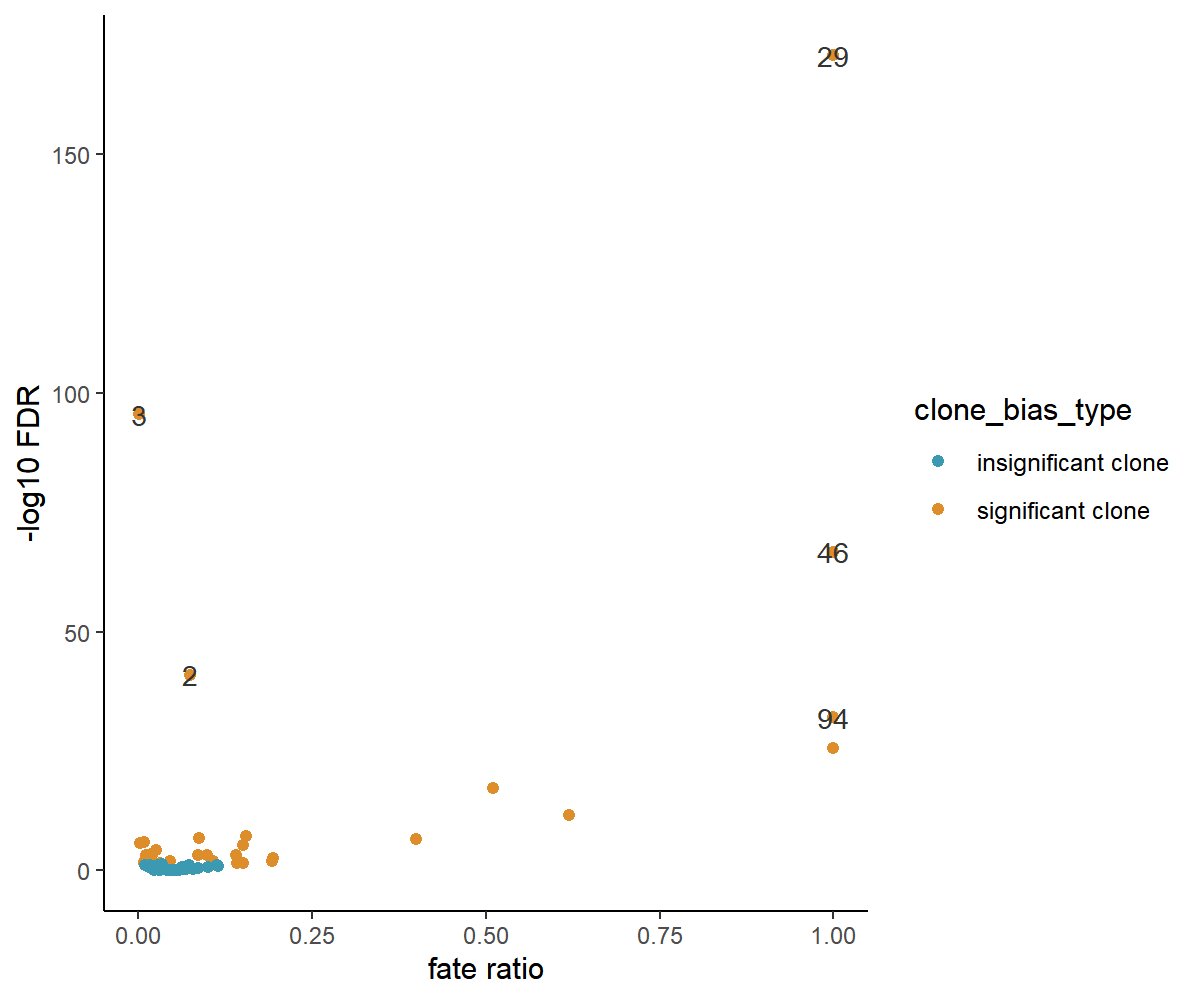 29
150
100
3
clone_bias_type
insignificant clone
significant clone
-log10 FDR
46
50
2
94
0
0.00 0.25 0.50 0.75 1.00
fate ratio